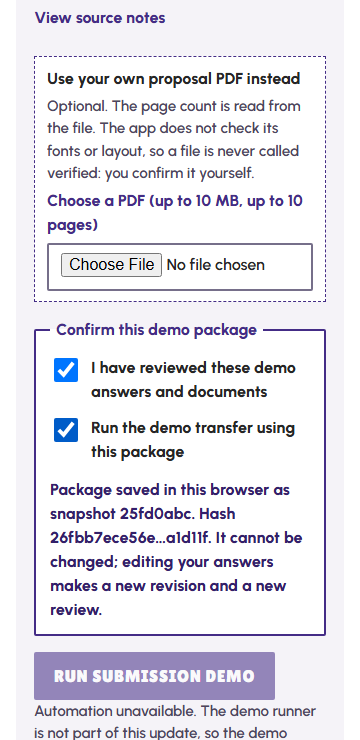 View source notes
Use your own proposal PDF instead
Optional. The page count is read from
the file. The app does not check its
fonts or layout, so a file is never called
verified: you confirm it yourself.
Choose a PDF (up to 10 MB, up to 10
pages)
Choose File No file chosen
Confirm this demo package
I have reviewed these demo
answers and documents
Run the demo transfer using
this package
Package saved in this browser as
snapshot 25fd0abc. Hash
26fbb7ece56e…a1d11f. It cannot be
changed; editing your answers
makes a new revision and a new
review.
RUN SUBMISSION DEMO
Automation unavailable. The demo runner
is not part of this update, so the demo